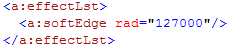 <a:effectLst>
<a:softEdge rad="127000"/>
</a:effectLst>